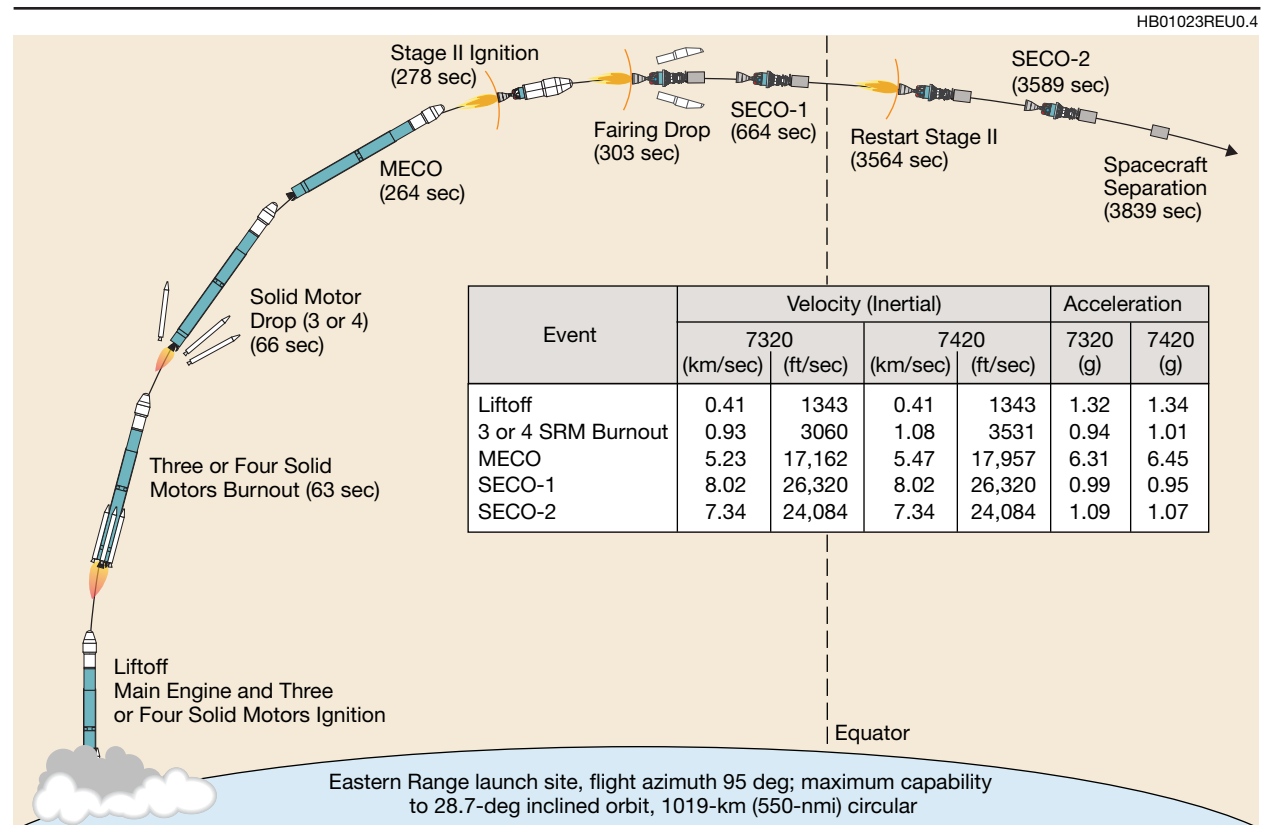 HB01023REU0.4
Stage II Ignition
(278 sec)
SECO-2
(3589 sec)
Fairing Drop
(303 sec)
SECO-1
(664 sec)
Restart Stage II
(3564 sec)
MECO
(264 sec)
Spacecraft
Separation
(3839 sec)
Solid Motor
Drop (3 or 4)
(66 sec)
Three or Four Solid
Motors Burnout (63 sec)
Liftoff
Main Engine and Three
or Four Solid Motors Ignition
Event Velocity (Inertial) Acceleration
7320 7420 7320 7420
(km/sec) (ft/sec) (km/sec) (ft/sec) (g) (g)
Liftoff 0.41 1343 0.41 1343 1.32 1.34
3 or 4 SRM Burnout 0.93 3060 1.08 3531 0.94 1.01
MECO 5.23 17,162 5.47 17,957 6.31 6.45
SECO-1 8.02 26,320 8.02 26,320 0.99 0.95
SECO-2 7.34 24,084 7.34 24,084 1.09 1.07
Equator
Eastern Range launch site, flight azimuth 95 deg; maximum capability
to 28.7-deg inclined orbit, 1019-km (550-nmi) circular